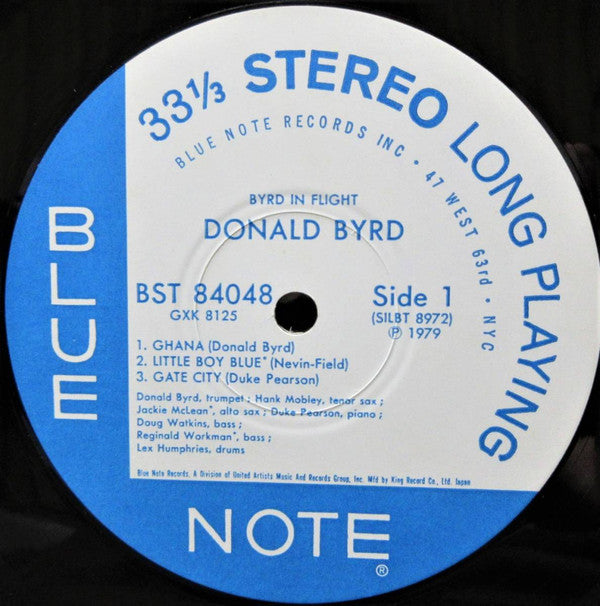 33⅓ STEREO LONG PLAYING
BLUE NOTE RECORDS INC • 47 WEST 63rd • NYC
BYRD IN FLIGHT
DONALD BYRD
BST 84048
GXK 8125
Side 1
(SILBT 8972)
Ⓟ 1979
1. GHANA (Donald Byrd)
2. LITTLE BOY BLUE* (Nevin-Field)
3. GATE CITY (Duke Pearson)
Donald Byrd, trumpet ; Hank Mobley, tenor sax ;
Jackie McLean*, alto sax ; Duke Pearson, piano ;
Doug Watkins, bass ;
Reginald Workman*, bass ;
Lex Humphries, drums
Blue Note Records, A Division of United Artists Music And Records Group, Inc. Mfd by King Record Co., Ltd. Japan
BLUE
NOTE®